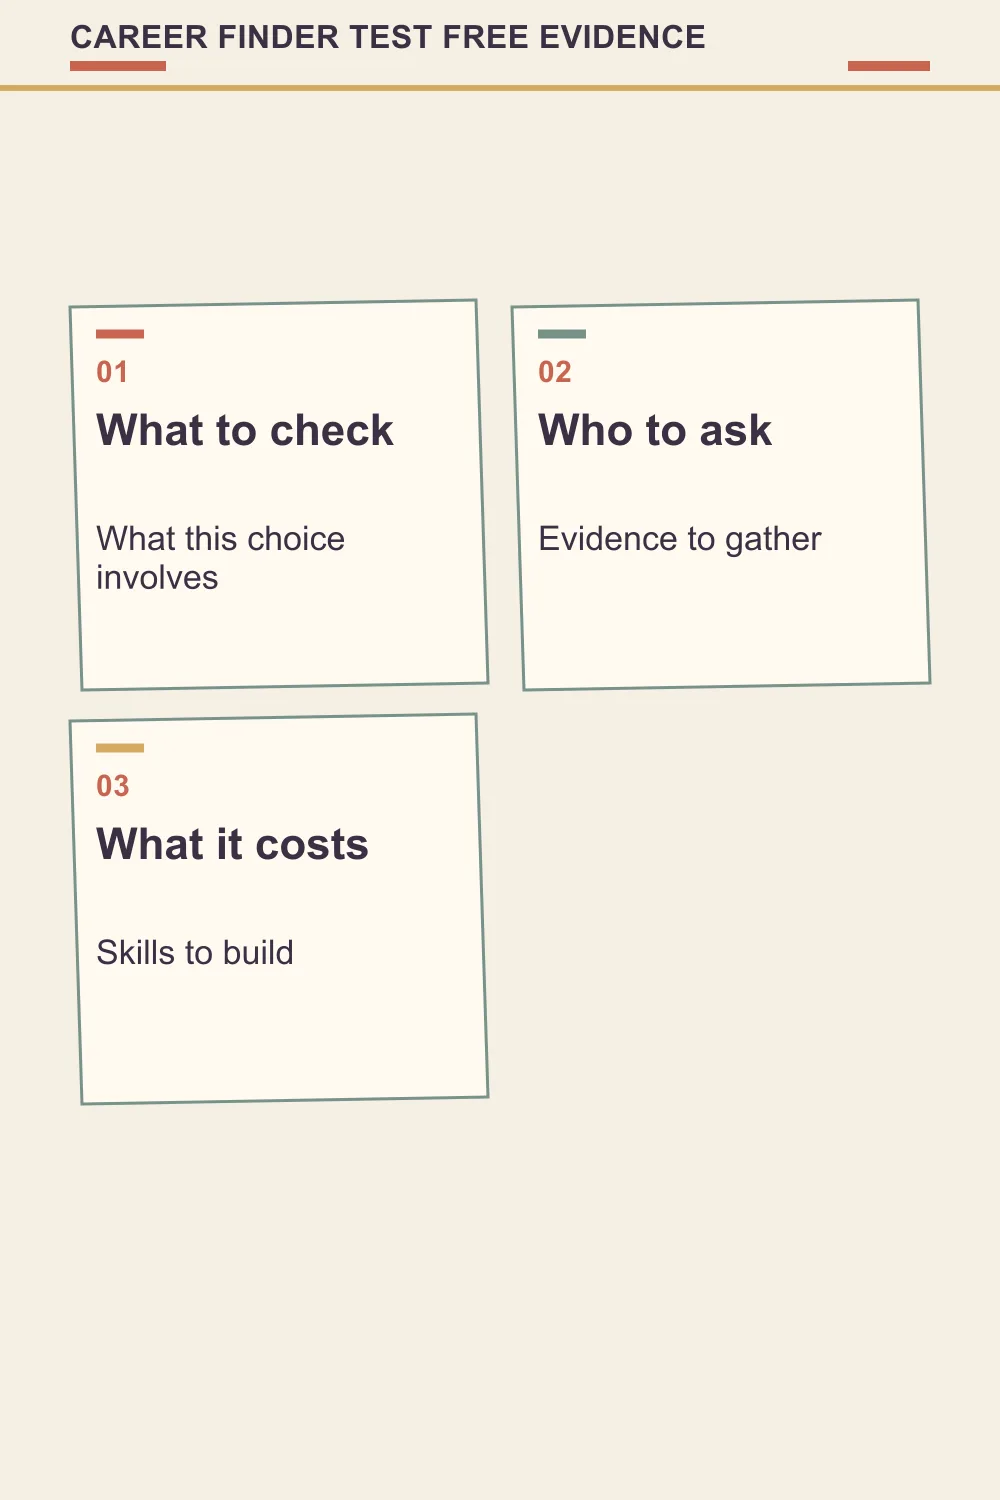 CAREER FINDER TEST FREE EVIDENCE
01
What to check
What this choice
involves
02
Who to ask
Evidence to gather
03
What it costs
Skills to build